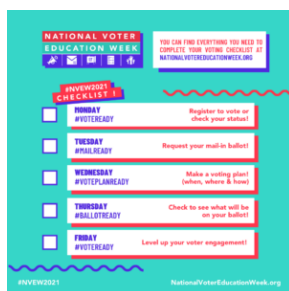 NATIONAL VOTER
EDUCATION WEEK
YOU CAN FIND EVERYTHING YOU NEED TO
COMPLETE YOUR VOTING CHECKLIST AT
NATIONALVOTEREDUCATIONWEEK.ORG
#NVEW2021
CHECKLIST!
MONDAY
#VOTEREADY
Register to vote or
check your status!
TUESDAY
#MAILREADY
Request your mail-in ballot!
WEDNESDAY
#VOTEPLANREADY
Make a voting plan!
(when, where & how)
THURSDAY
#BALLOTREADY
Check to see what will be
on your ballot!
FRIDAY
#VOTEREADY
Level up your voter engagement!
#NVEW2021
NationalVoterEducationWeek.org